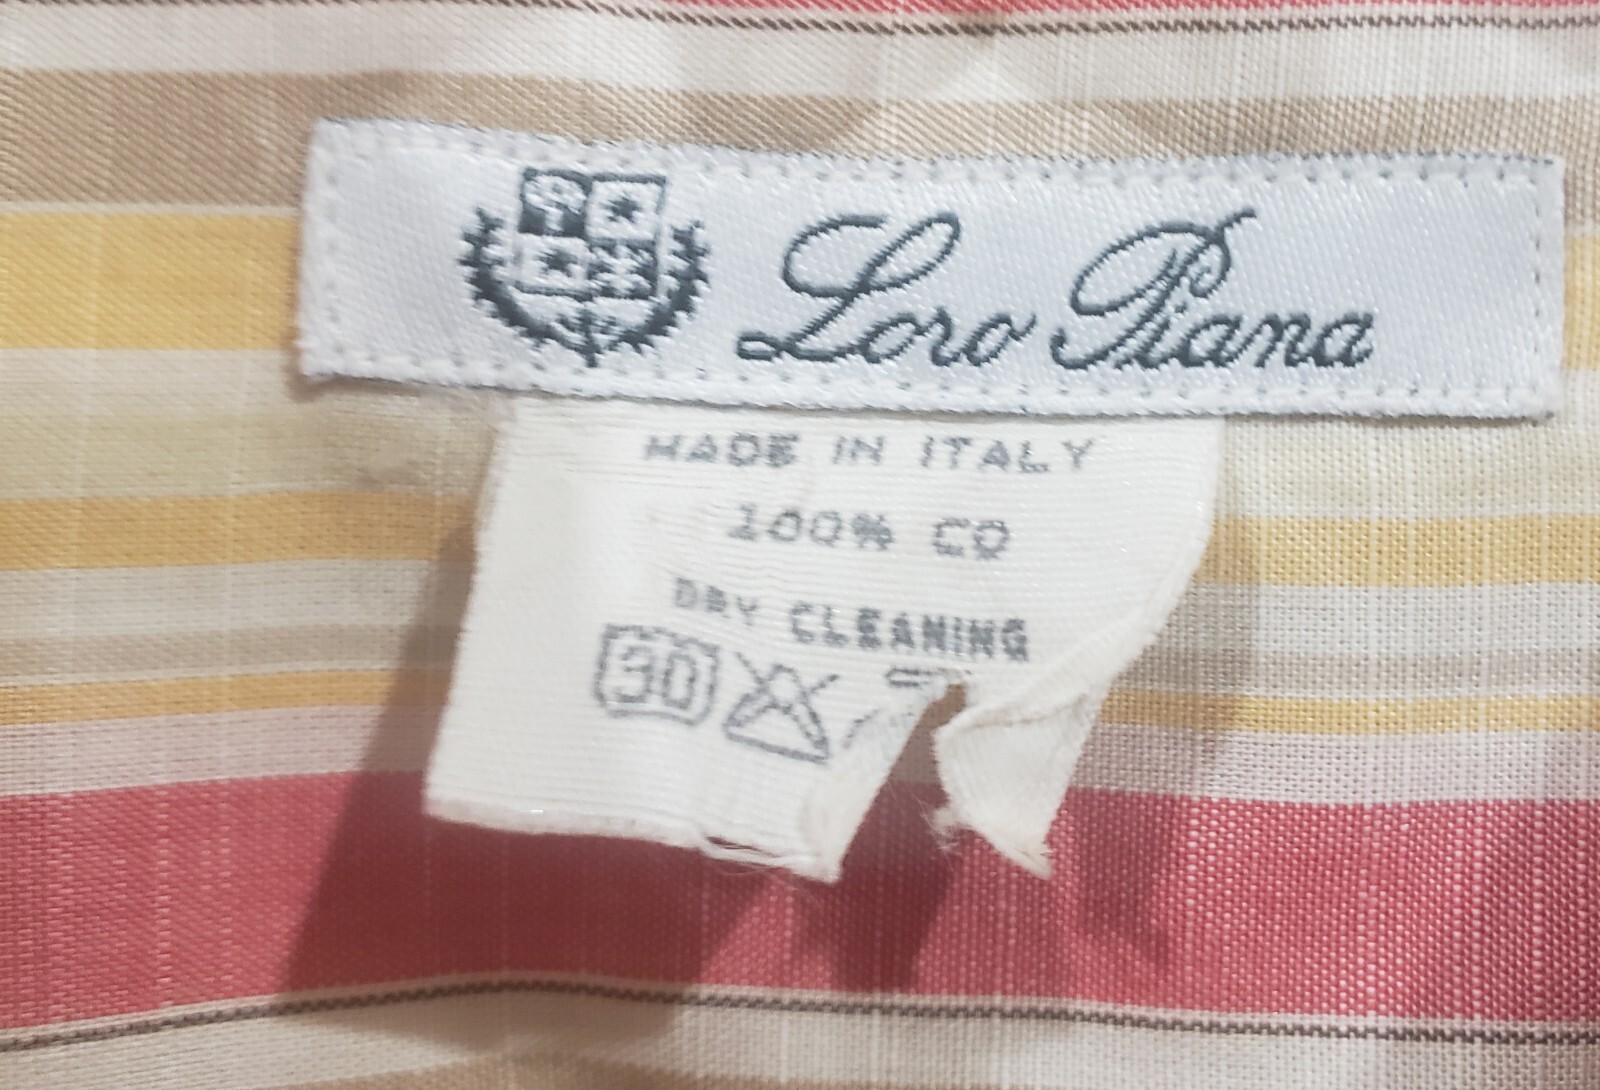 Loro Piana
MADE IN ITALY
100% CO
DRY CLEANING
30